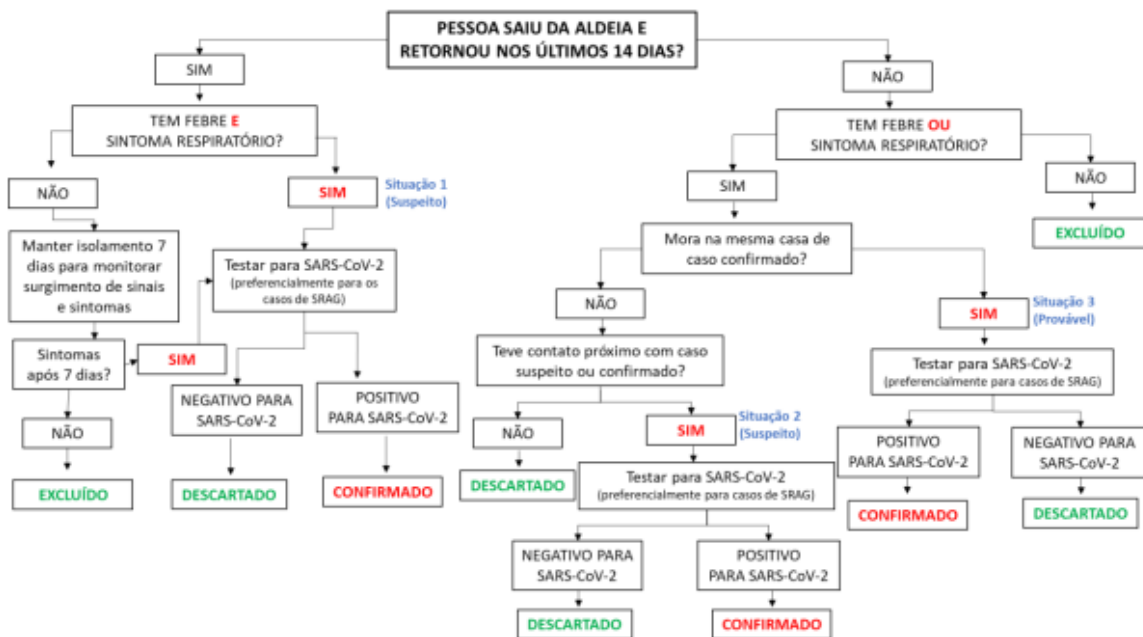 PESSOA SAIU DA ALDEIA E
RETORNOU NOS ÚLTIMOS 14 DIAS?
SIM
NÃO
TEM FEBRE E
SINTOMA RESPIRATÓRIO?
TEM FEBRE OU
SINTOMA RESPIRATÓRIO?
NÃO
SIM
Situação 1
(Suspeito)
SIM
NÃO
EXCLUÍDO
Manter isolamento 7
dias para monitorar
surgimento de sinais
e sintomas
Testar para SARS-CoV-2
(preferencialmente para os
casos de SRAG)
Mora na mesma casa de
caso confirmado?
NÃO
SIM
Situação 3
(Provável)
Sintomas
após 7 dias?
SIM
Teve contato próximo com caso
suspeito ou confirmado?
Testar para SARS-CoV-2
(preferencialmente para casos de SRAG)
NÃO
NEGATIVO PARA
SARS-CoV-2
POSITIVO
PARA SARS-CoV-2
NÃO
SIM
Situação 2
(Suspeito)
POSITIVO
PARA SARS-CoV-2
NEGATIVO PARA
SARS-CoV-2
EXCLUÍDO
DESCARTADO
CONFIRMADO
DESCARTADO
Testar para SARS-CoV-2
(preferencialmente para casos de SRAG)
CONFIRMADO
DESCARTADO
NEGATIVO PARA
SARS-CoV-2
POSITIVO
PARA SARS-CoV-2
DESCARTADO
CONFIRMADO